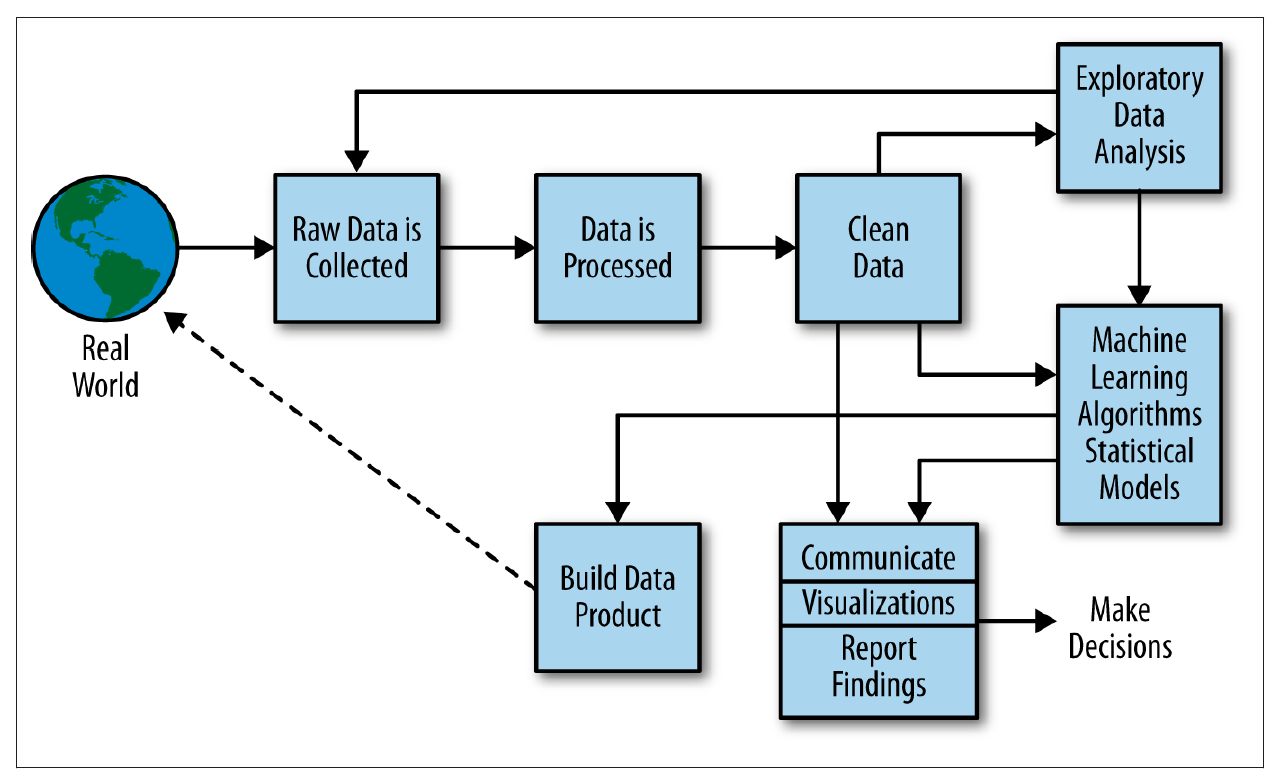 Exploratory
Data
Analysis
Raw Data is
Collected
Data is
Processed
Clean
Data
Real
World
Machine
Learning
Algorithms
Statistical
Models
Build Data
Product
Communicate
Visualizations
Report
Findings
Make
Decisions